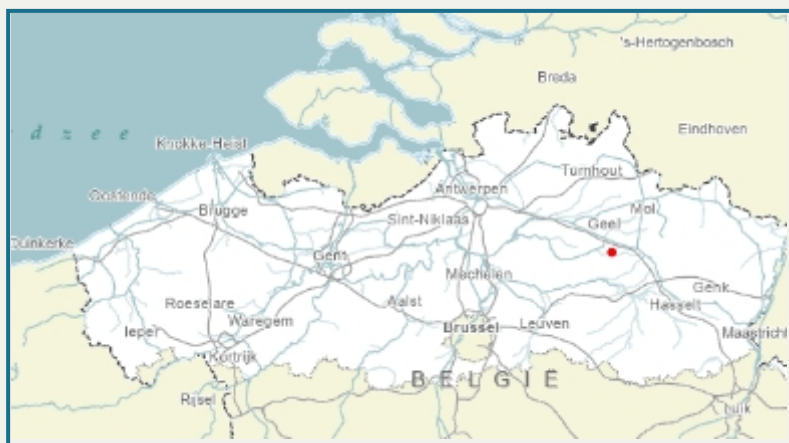 's-Hertogenbosch
Breda
Eindhoven
dzee
Knokke-Heist
Turnhout
Oostende
Antwerpen
Mol
Brugge
Sint-Niklaas
Geel
Duinkerke
Gent
Mechelen
Genk
Roeselare
Aalst
Hasselt
Ieper
Waregem
Brussel
Leuven
Maastricht
Kortrijk
BELGIË
Rijsel
Luik